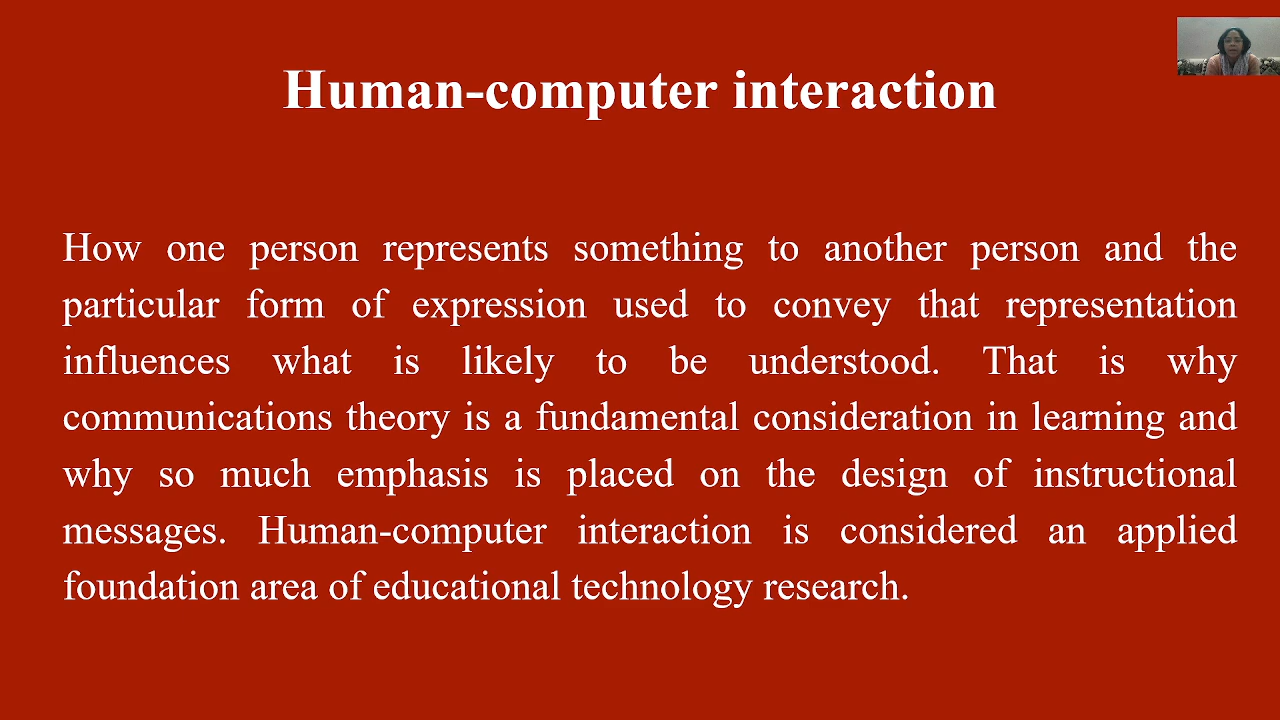 Human-computer interaction
How one person represents something to another person and the
particular form of expression used to convey that representation
influences what is likely to be understood. That is why
communications theory is a fundamental consideration in learning and
why so much emphasis is placed on the design of instructional
messages. Human-computer interaction is considered an applied
foundation area of educational technology research.